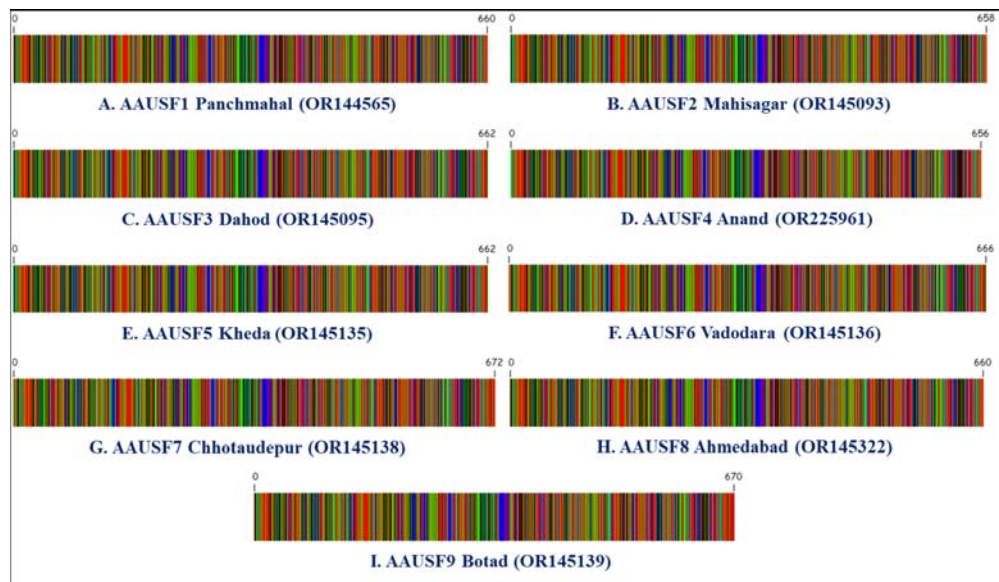 0 660 0 658
A. AAUSF1 Panchmahal (OR144565) B. AAUSF2 Mahisagar (OR145093)
0 662 0 656
C. AAUSF3 Dahod (OR145095) D. AAUSF4 Anand (OR225961)
0 662 0 666
E. AAUSF5 Kheda (OR145135) F. AAUSF6 Vadodara (OR145136)
0 672 0 660
G. AAUSF7 Chhotaudepur (OR145138) H. AAUSF8 Ahmedabad (OR145322)
0 670
I. AAUSF9 Botad (OR145139)